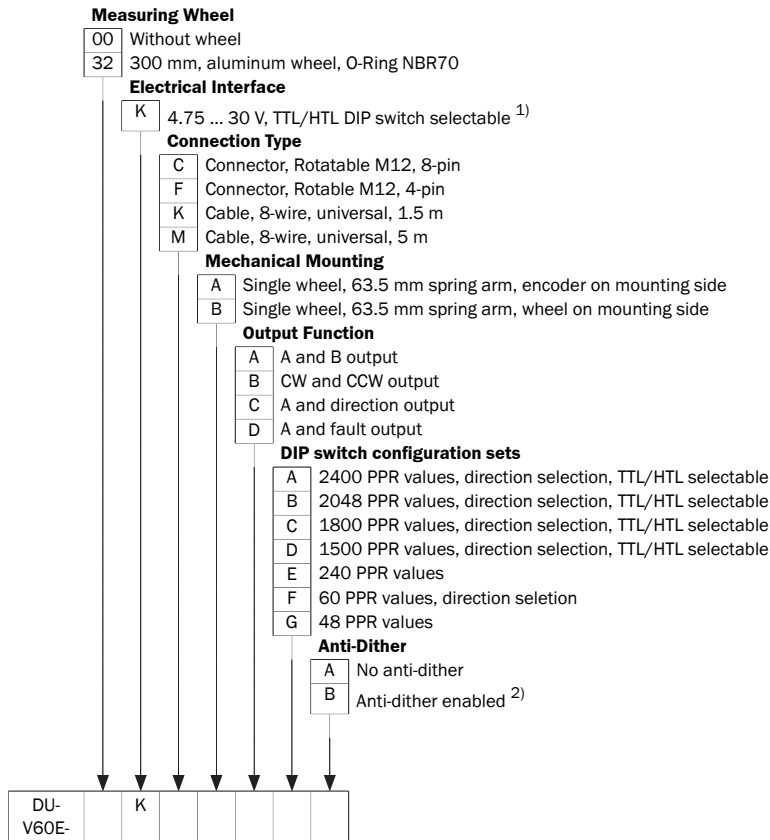 Measuring Wheel
00 Without wheel
32 300 mm, aluminum wheel, O-Ring NBR70
Electrical Interface
K 4.75 ... 30 V, TTL/HTL DIP switch selectable 1)
Connection Type
C Connector, Rotatable M12, 8-pin
F Connector, Rotable M12, 4-pin
K Cable, 8-wire, universal, 1.5 m
M Cable, 8-wire, universal, 5 m
Mechanical Mounting
A Single wheel, 63.5 mm spring arm, encoder on mounting side
B Single wheel, 63.5 mm spring arm, wheel on mounting side
Output Function
A A and B output
B CW and CCW output
C A and direction output
D A and fault output
DIP switch configuration sets
A 2400 PPR values, direction selection, TTL/HTL selectable
B 2048 PPR values, direction selection, TTL/HTL selectable
C 1800 PPR values, direction selection, TTL/HTL selectable
D 1500 PPR values, direction selection, TTL/HTL selectable
E 240 PPR values
F 60 PPR values, direction seletion
G 48 PPR values
Anti-Dither
A No anti-dither
B Anti-dither enabled 2)
DU- K
V60E-